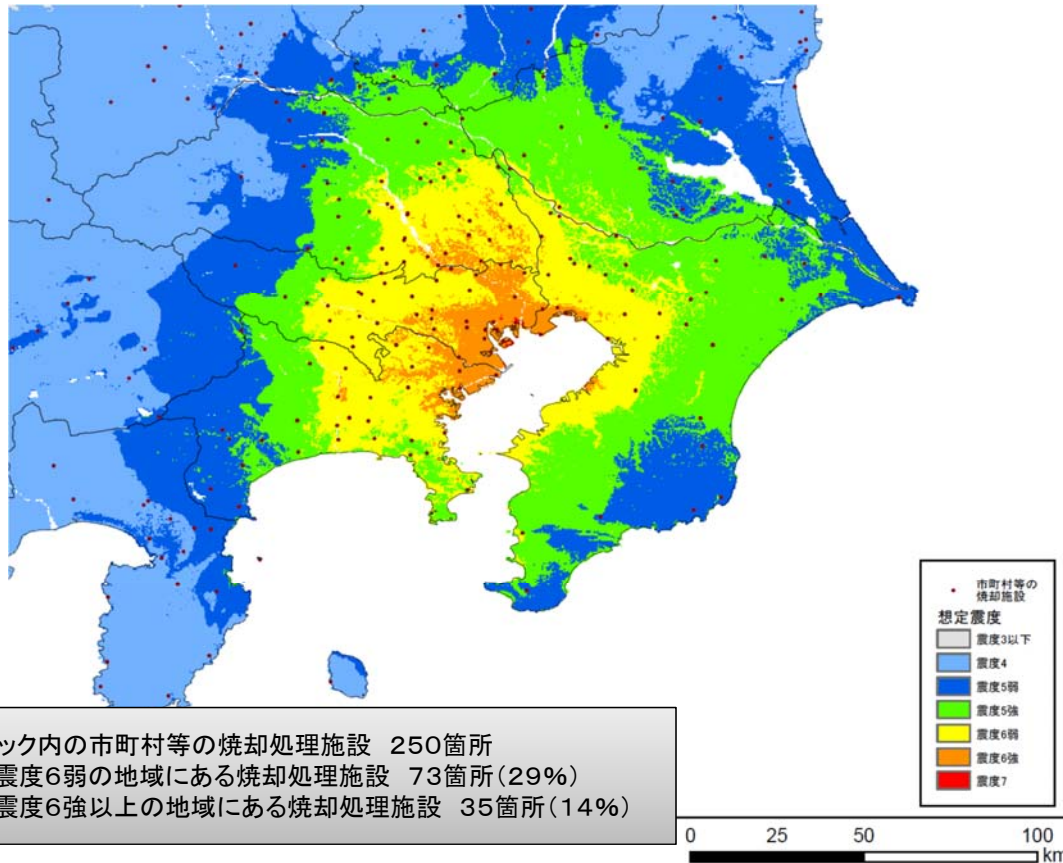 市町村等の
焼却施設
想定震度
震度3以下
震度4
震度5弱
震度5強
震度6弱
震度6強
震度7
ック内の市町村等の焼却処理施設　250箇所
震度6弱の地域にある焼却処理施設　73箇所(29%)
震度6強以上の地域にある焼却処理施設　35箇所(14%)
0 25 50 100
km